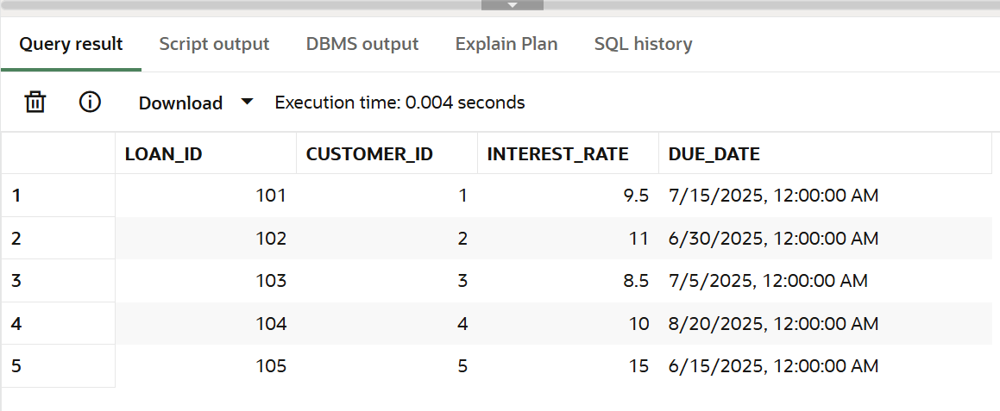 Query result Script output DBMS output Explain Plan SQL history
Download Execution time: 0.004 seconds
LOAN_ID CUSTOMER_ID INTEREST_RATE DUE_DATE
1 101 1 9.5 7/15/2025, 12:00:00 AM
2 102 2 11 6/30/2025, 12:00:00 AM
3 103 3 8.5 7/5/2025, 12:00:00 AM
4 104 4 10 8/20/2025, 12:00:00 AM
5 105 5 15 6/15/2025, 12:00:00 AM